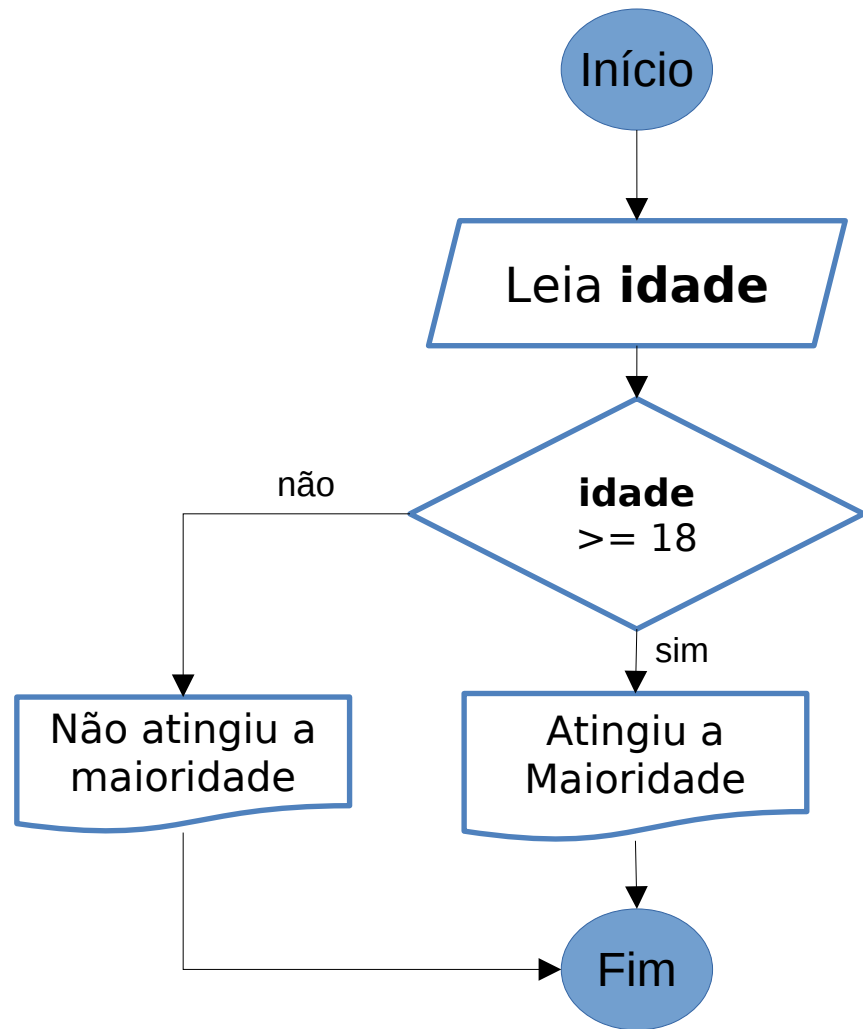 Início
Leia idade
idade
>= 18
não
sim
Não atingiu a
maioridade
Atingiu a
Maioridade
Fim